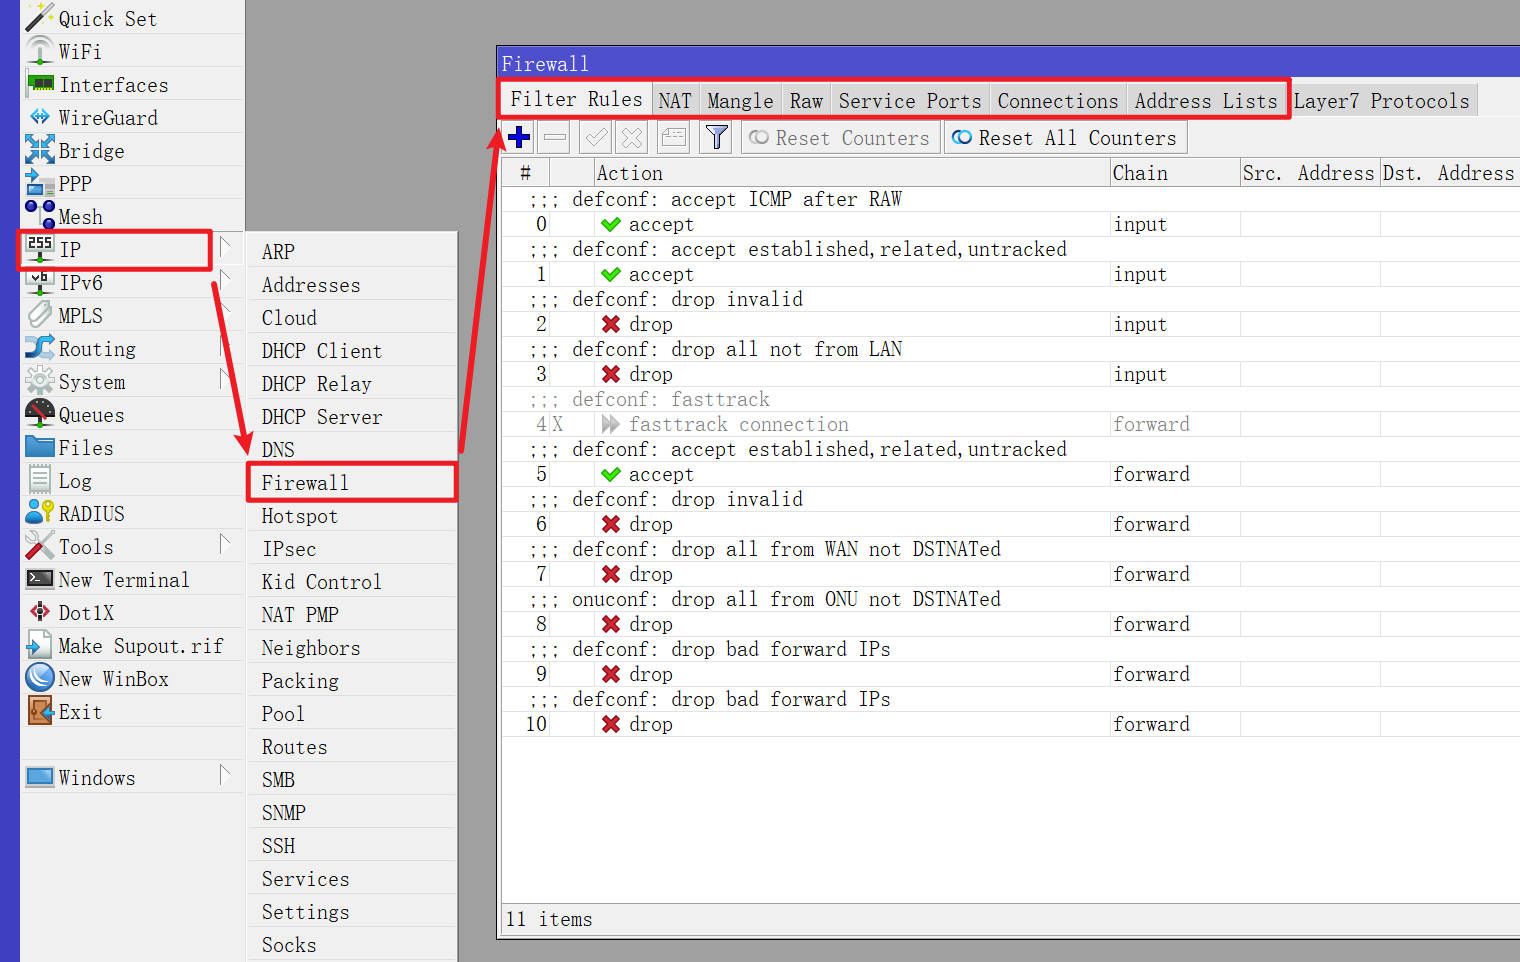 Quick Set
WiFi
Interfaces
WireGuard
Bridge
PPP
Mesh
255
IP
v6
IPv6
MPLS
Routing
System
Queues
Files
Log
RADIUS
Tools
New Terminal
Dot1X
Make Supout.rif
New WinBox
Exit
Windows
ARP
Addresses
Cloud
DHCP Client
DHCP Relay
DHCP Server
DNS
Firewall
Hotspot
IPsec
Kid Control
NAT PMP
Neighbors
Packing
Pool
Routes
SMB
SNMP
SSH
Services
Settings
Socks
Firewall
Filter Rules NAT Mangle Raw Service Ports Connections Address Lists Layer7 Protocols
Reset Counters Reset All Counters
# Action Chain Src. Address Dst. Address
;;; defconf: accept ICMP after RAW
0 accept input
;;; defconf: accept established,related,untracked
1 accept input
;;; defconf: drop invalid
2 drop input
;;; defconf: drop all not from LAN
3 drop input
;;; defconf: fasttrack
4 X fasttrack connection forward
;;; defconf: accept established,related,untracked
5 accept forward
;;; defconf: drop invalid
6 drop forward
;;; defconf: drop all from WAN not DSTNATed
7 drop forward
;;; onuconf: drop all from ONU not DSTNATed
8 drop forward
;;; defconf: drop bad forward IPs
9 drop forward
;;; defconf: drop bad forward IPs
10 drop forward
11 items